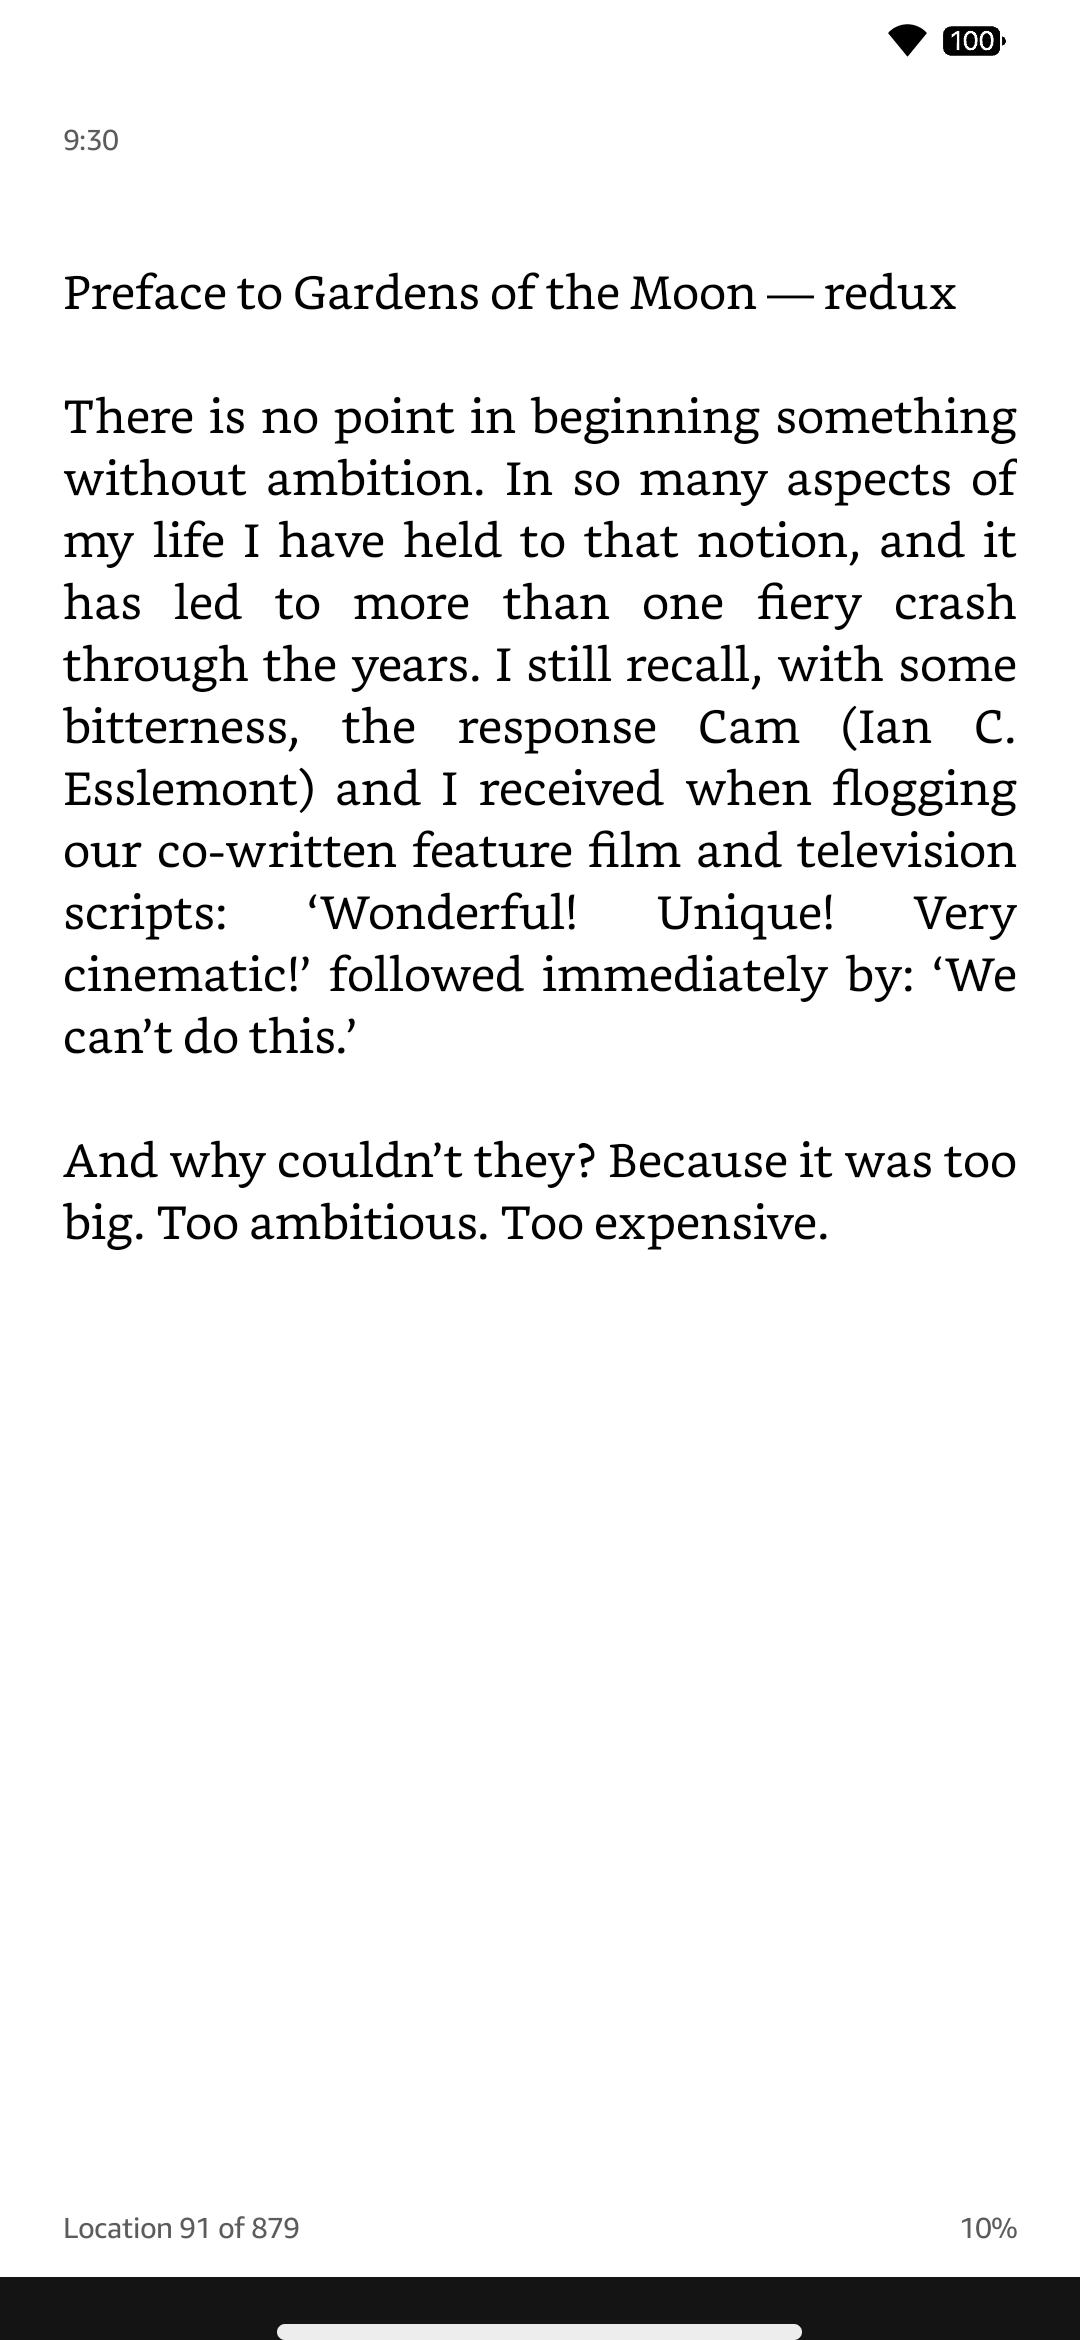 100
9:30
Preface to Gardens of the Moon — redux
There is no point in beginning something
without ambition. In so many aspects of
my life I have held to that notion, and it
has led to more than one fiery crash
through the years. I still recall, with some
bitterness, the response Cam (Ian C.
Esslemont) and I received when flogging
our co-written feature film and television
scripts: ‘Wonderful! Unique! Very
cinematic!’ followed immediately by: ‘We
can’t do this.’
And why couldn’t they? Because it was too
big. Too ambitious. Too expensive.
Location 91 of 879 10%